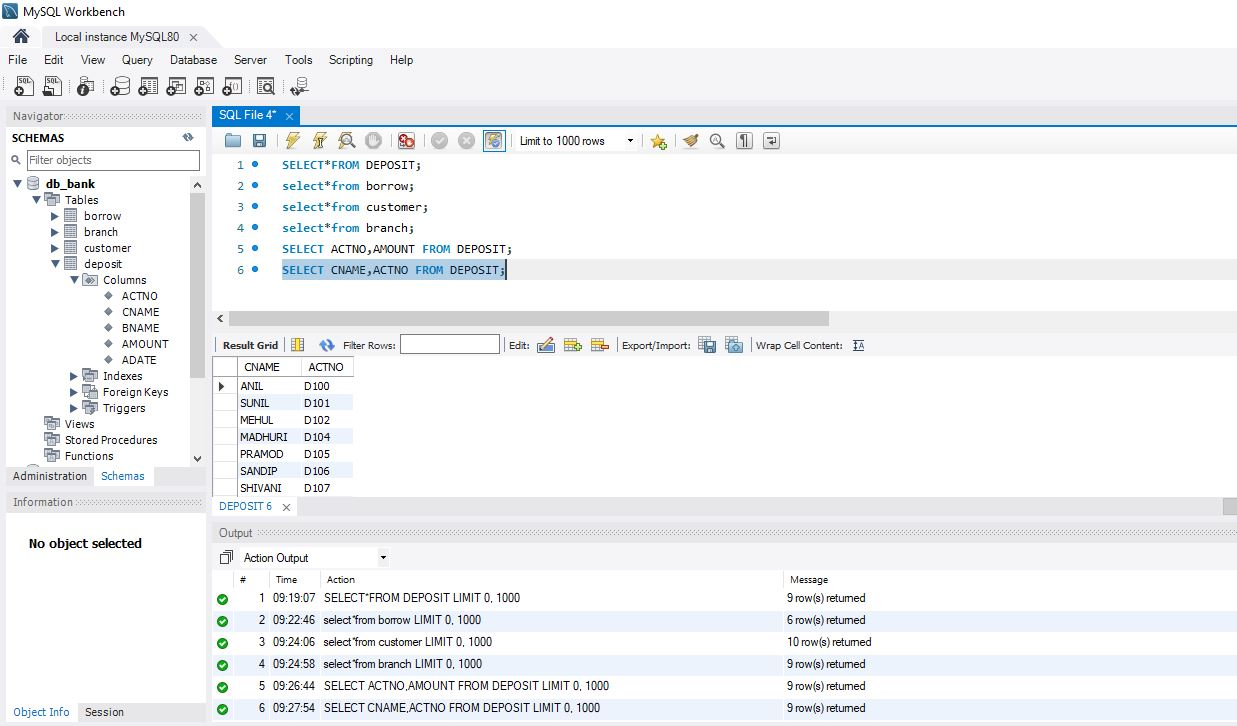 MySQL Workbench
Local instance MySQL80
File Edit View Query Database Server Tools Scripting Help
Navigator
SCHEMAS
Filter objects
db_bank
Tables
borrow
branch
customer
deposit
Columns
ACTNO
CNAME
BNAME
AMOUNT
ADATE
Indexes
Foreign Keys
Triggers
Views
Stored Procedures
Functions
Administration Schemas
Information
No object selected
Object Info Session
SQL File 4*
Limit to 1000 rows
1 SELECT*FROM DEPOSIT;
2 select*from borrow;
3 select*from customer;
4 select*from branch;
5 SELECT ACTNO,AMOUNT FROM DEPOSIT;
6 SELECT CNAME,ACTNO FROM DEPOSIT;
Result Grid Filter Rows: Edit: Export/Import: Wrap Cell Content:
CNAME ACTNO
ANIL D100
SUNIL D101
MEHUL D102
MADHURI D104
PRAMOD D105
SANDIP D106
SHIVANI D107
DEPOSIT 6
Output
Action Output
# Time Action Message
1 09:19:07 SELECT*FROM DEPOSIT LIMIT 0, 1000 9 row(s) returned
2 09:22:46 select*from borrow LIMIT 0, 1000 6 row(s) returned
3 09:24:06 select*from customer LIMIT 0, 1000 10 row(s) returned
4 09:24:58 select*from branch LIMIT 0, 1000 9 row(s) returned
5 09:26:44 SELECT ACTNO,AMOUNT FROM DEPOSIT LIMIT 0, 1000 9 row(s) returned
6 09:27:54 SELECT CNAME,ACTNO FROM DEPOSIT LIMIT 0, 1000 9 row(s) returned